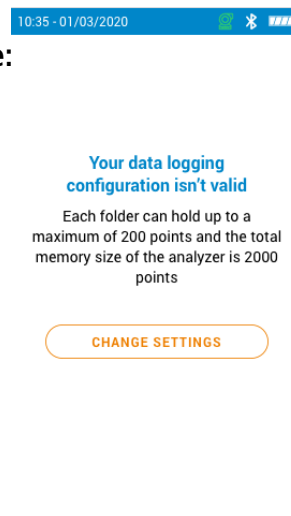 10:35 - 01/03/2020
e:
Your data logging
configuration isn't valid
Each folder can hold up to a
maximum of 200 points and the total
memory size of the analyzer is 2000
points
CHANGE SETTINGS